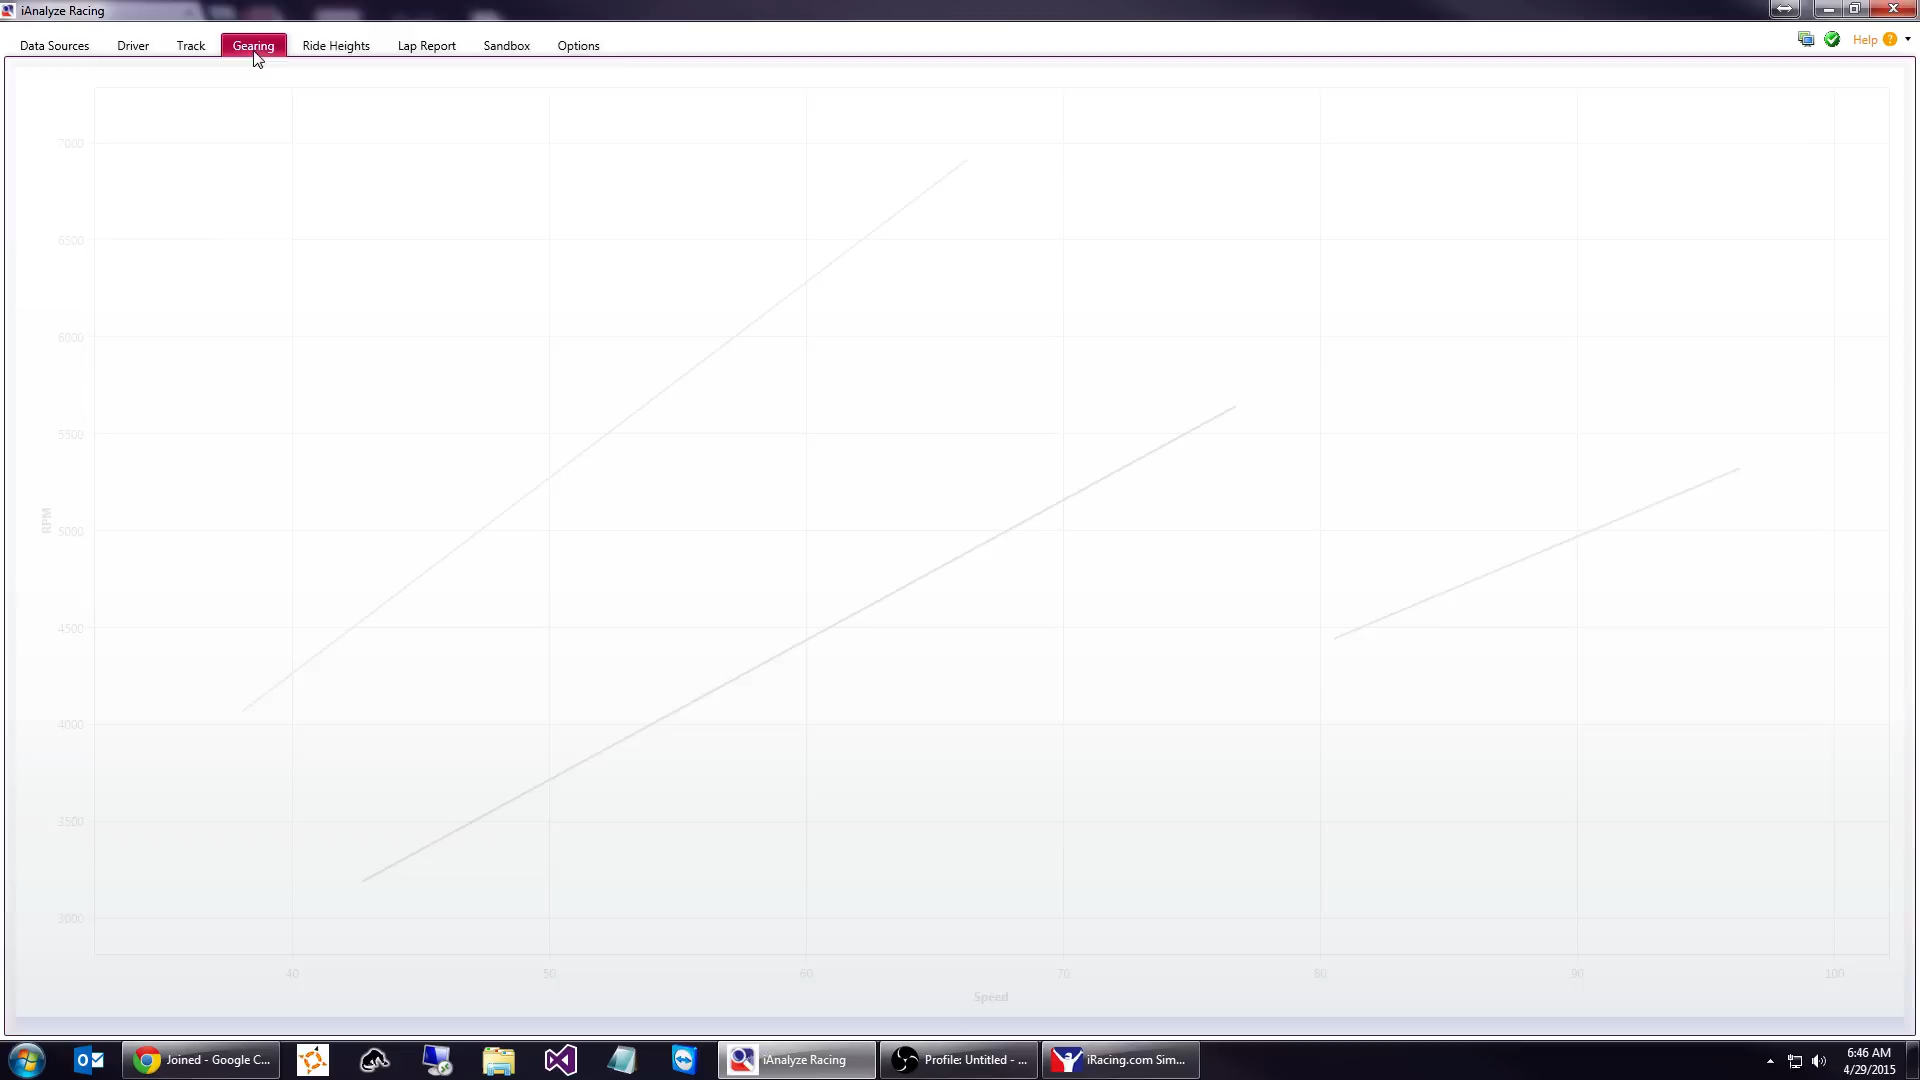 iAnalyze Racing
Data Sources Driver Track Gearing Ride Heights Lap Report Sandbox Options Help
7000
6500
6000
5500
5000
4500
4000
3500
3000
RPM
40 50 60 70 80 90 100
Speed
Joined - Google C... iAnalyze Racing Profile: Untitled - ... iRacing.com Sim...
6:46 AM
4/29/2015